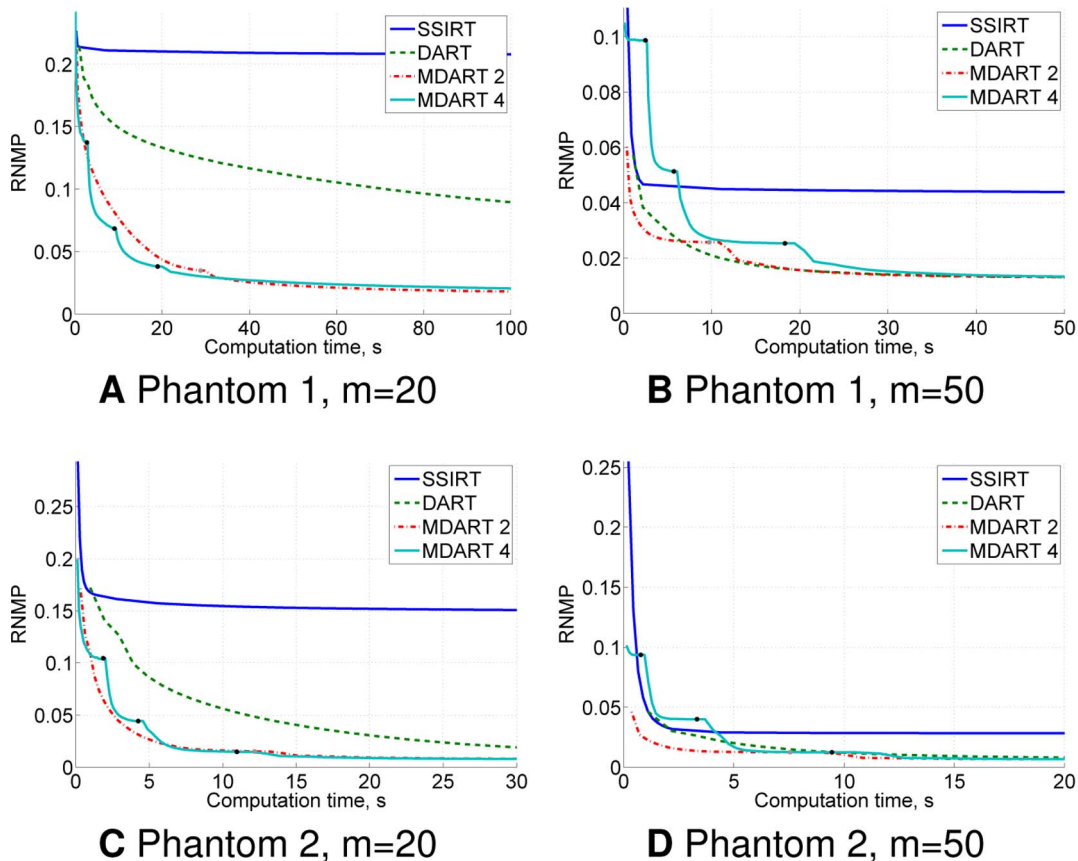 SSIRT
DART
MDART 2
MDART 4
RNMP
0.2
0.15
0.1
0.05
0
0 20 40 60 80 100
Computation time, s
A Phantom 1, m=20
SSIRT
DART
MDART 2
MDART 4
RNMP
0.1
0.08
0.06
0.04
0.02
0
0 10 20 30 40 50
Computation time, s
B Phantom 1, m=50
SSIRT
DART
MDART 2
MDART 4
RNMP
0.25
0.2
0.15
0.1
0.05
0
0 5 10 15 20 25 30
Computation time, s
C Phantom 2, m=20
SSIRT
DART
MDART 2
MDART 4
RNMP
0.25
0.2
0.15
0.1
0.05
0
0 5 10 15 20
Computation time, s
D Phantom 2, m=50